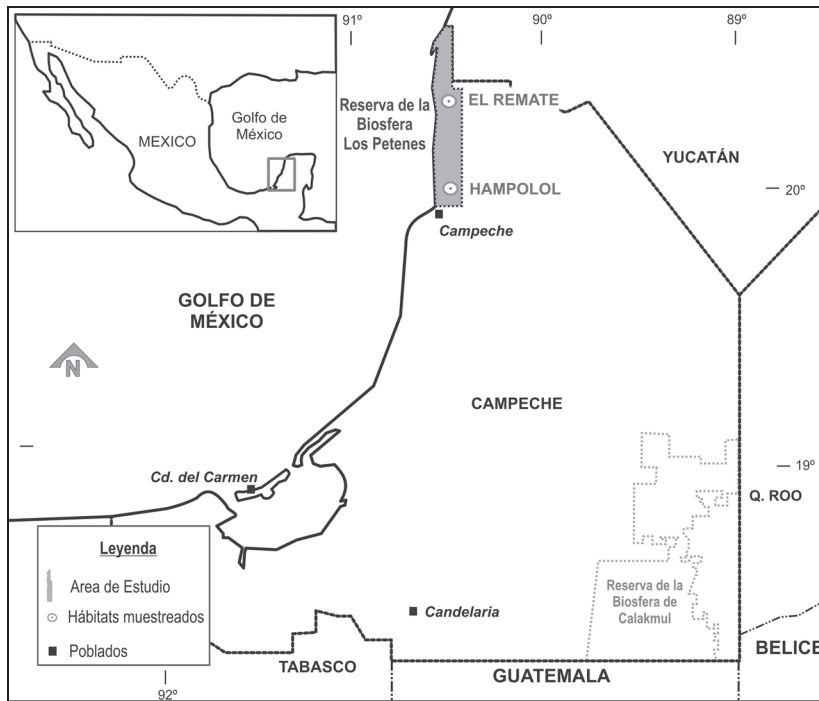 91º
90º
89º
MEXICO
Golfo de
México
Reserva de la
Biosfera
Los Petenes
EL REMATE
HAMPOLOL
YUCATÁN
20º
Campeche
GOLFO DE
MÉXICO
N
CAMPECHE
19º
Cd. del Carmen
Q. ROO
Leyenda
Area de Estudio
Hábitats muestreados
Poblados
Reserva de la
Biosfera de
Calakmul
Candelaria
TABASCO
GUATEMALA
BELICE
92º